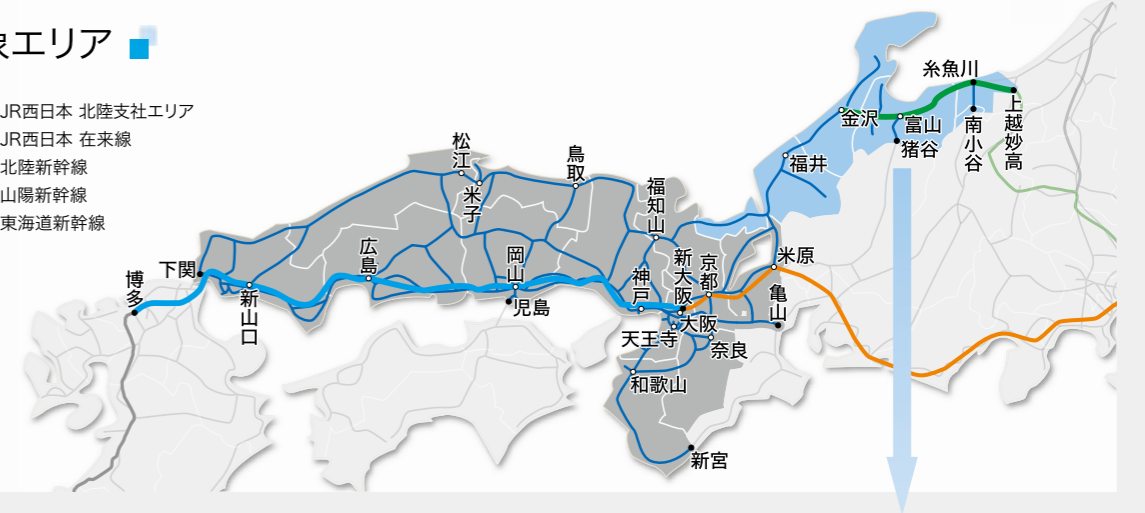 象エリア
JR西日本 北陸支社エリア
JR西日本 在来線
北陸新幹線
山陽新幹線
東海道新幹線
糸魚川
上越妙高
金沢
富山
南小谷
猪谷
福井
松江
米子
鳥取
福知山
広島
岡山
新大阪
京都
米原
下関
博多
神戸
亀山
新山口
児島
大阪
天王寺
奈良
和歌山
新宮